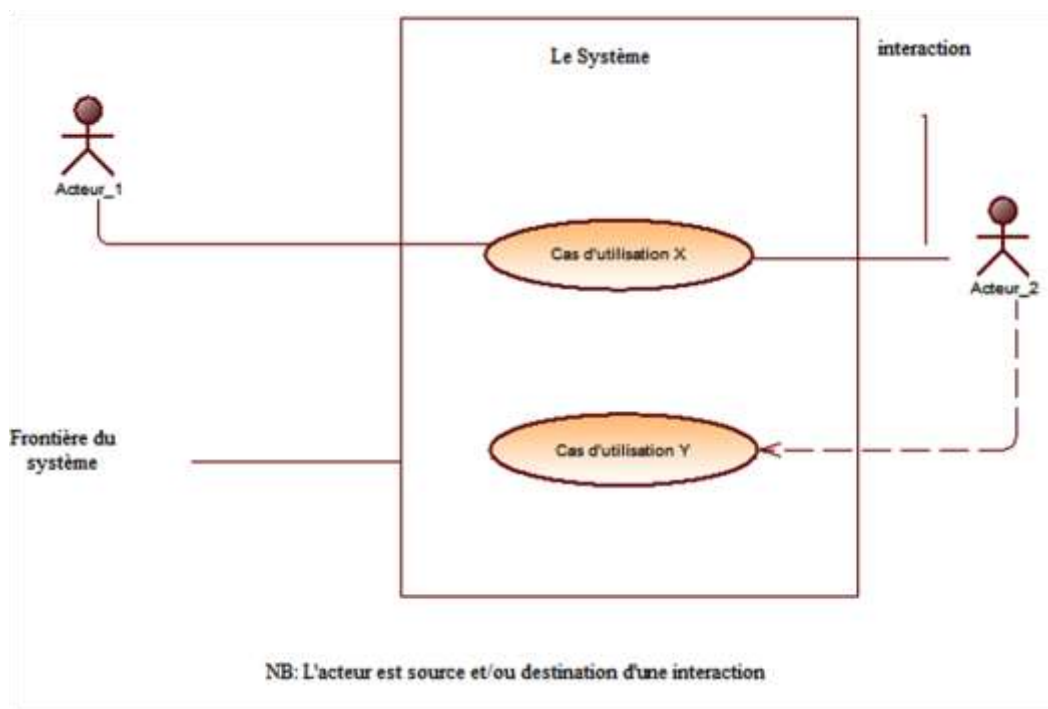 Le Système
interaction
Acteur_1
Cas d'utilisation X
Acteur_2
Frontière du
système
Cas d'utilisation Y
NB: L'acteur est source et/ou destination d'une interaction